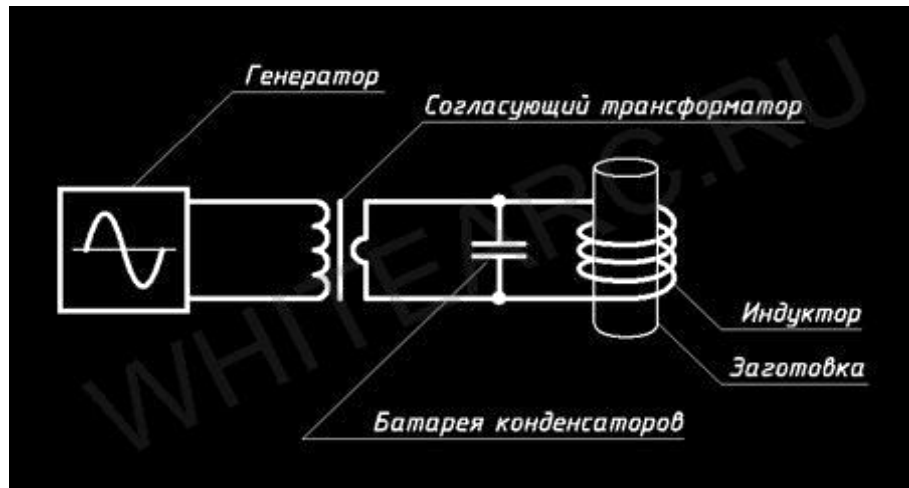 Генератор
Согласующий трансформатор
WHITEARC.RU
Индуктор
Заготовка
Батарея конденсаторов